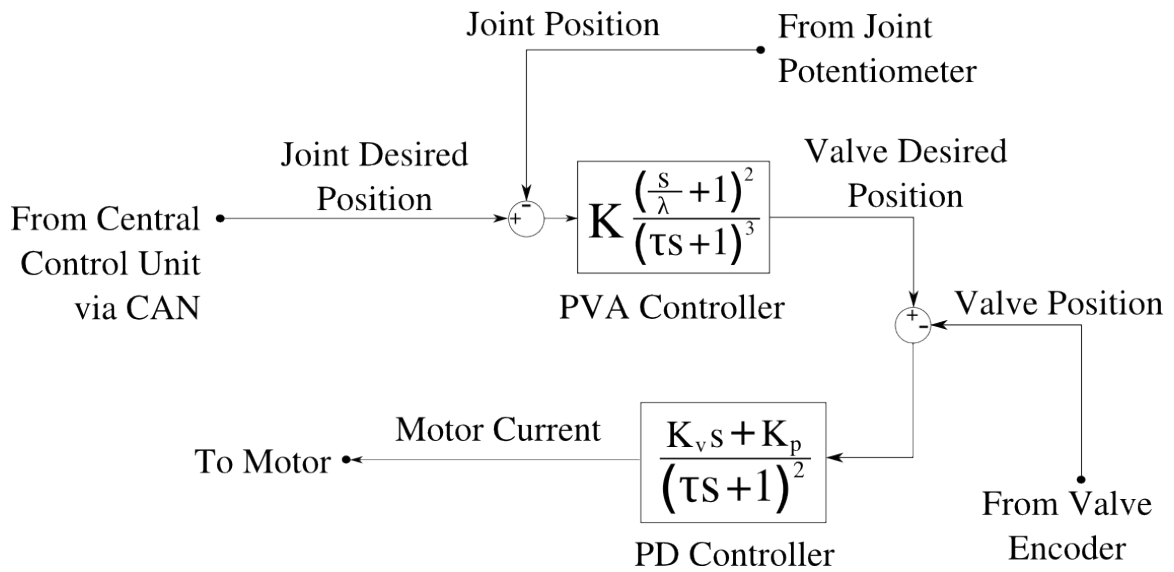 Joint Position
From Joint
Potentiometer
Joint Desired
Position
Valve Desired
Position
From Central
Control Unit
via CAN
+ -
K (s/λ +1)²
(τs+1)³
PVA Controller
Valve Position
+ -
Motor Current
To Motor
Kᵥs+Kₚ
(τs+1)²
PD Controller
From Valve
Encoder